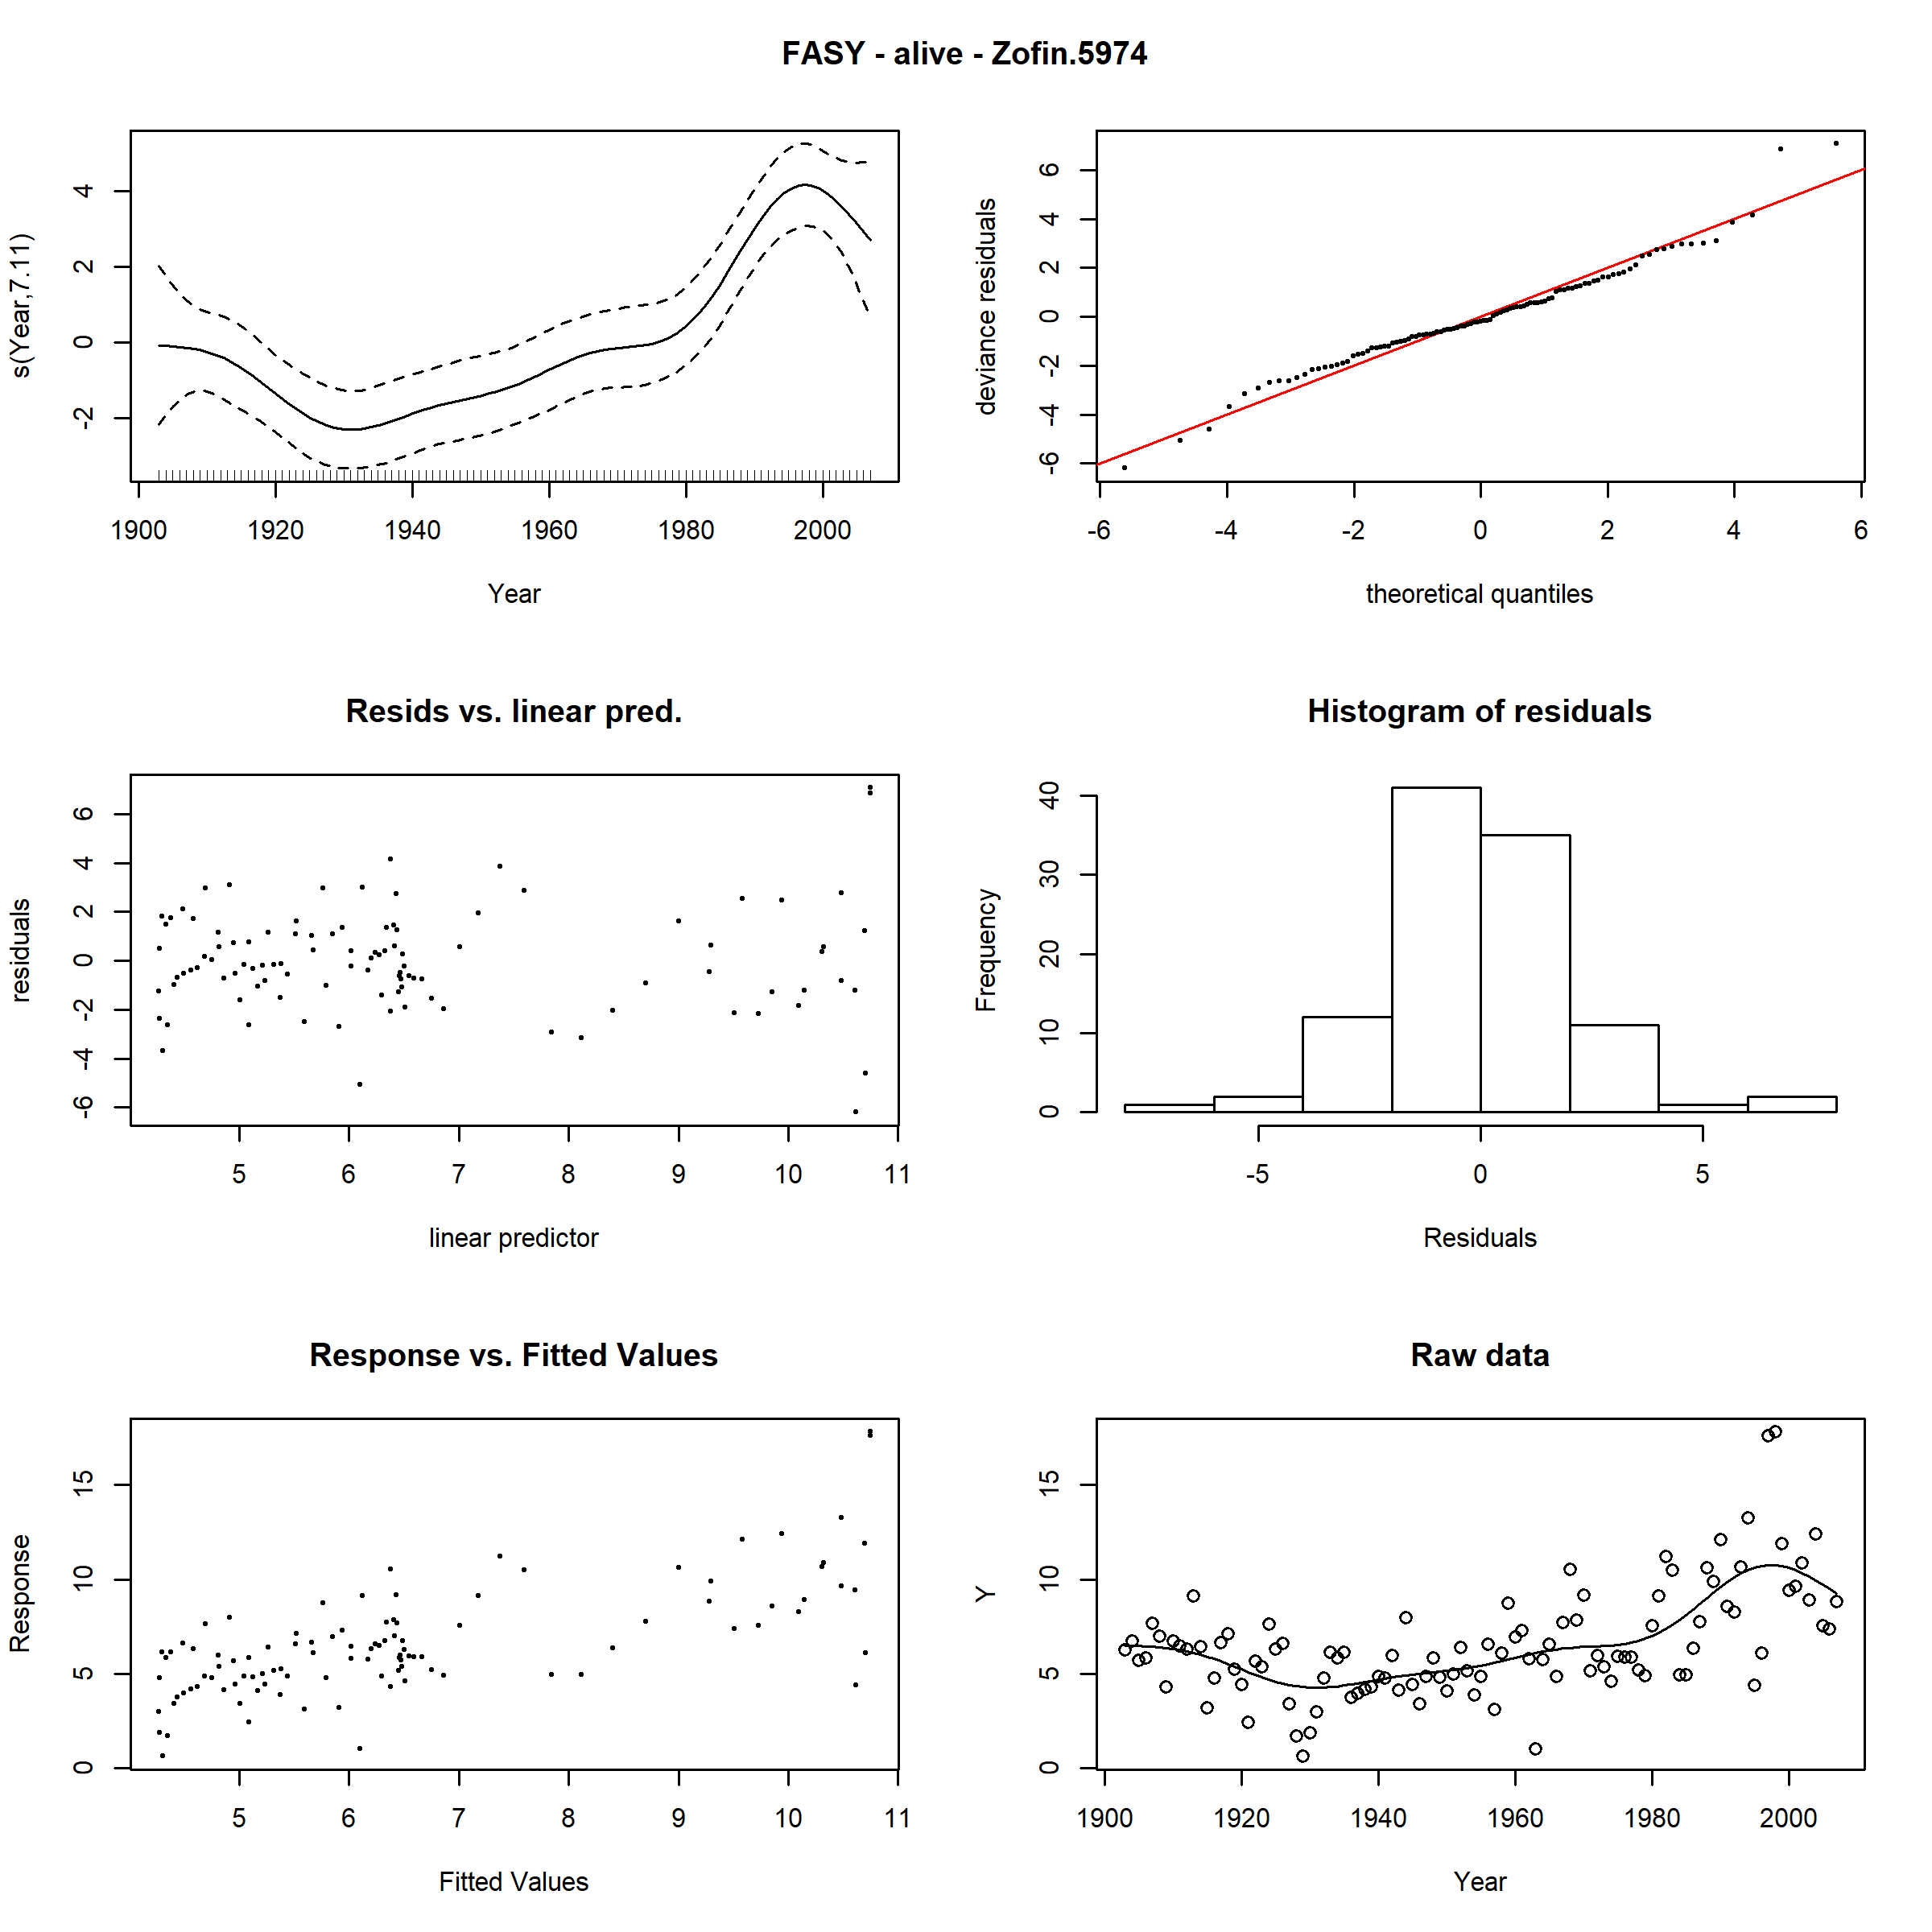 FASY - alive - Zofin.5974
s(Year,7.11)
4
2
0
-2
1900 1920 1940 1960 1980 2000
Year
deviance residuals
6
4
2
0
-2
-4
-6
-6 -4 -2 0 2 4 6
theoretical quantiles
Resids vs. linear pred.
residuals
6
4
2
0
-2
-4
-6
5 6 7 8 9 10 11
linear predictor
Histogram of residuals
Frequency
40
30
20
10
0
-5 0 5
Residuals
Response vs. Fitted Values
Response
15
10
5
0
5 6 7 8 9 10 11
Fitted Values
Raw data
Y
15
10
5
0
1900 1920 1940 1960 1980 2000
Year